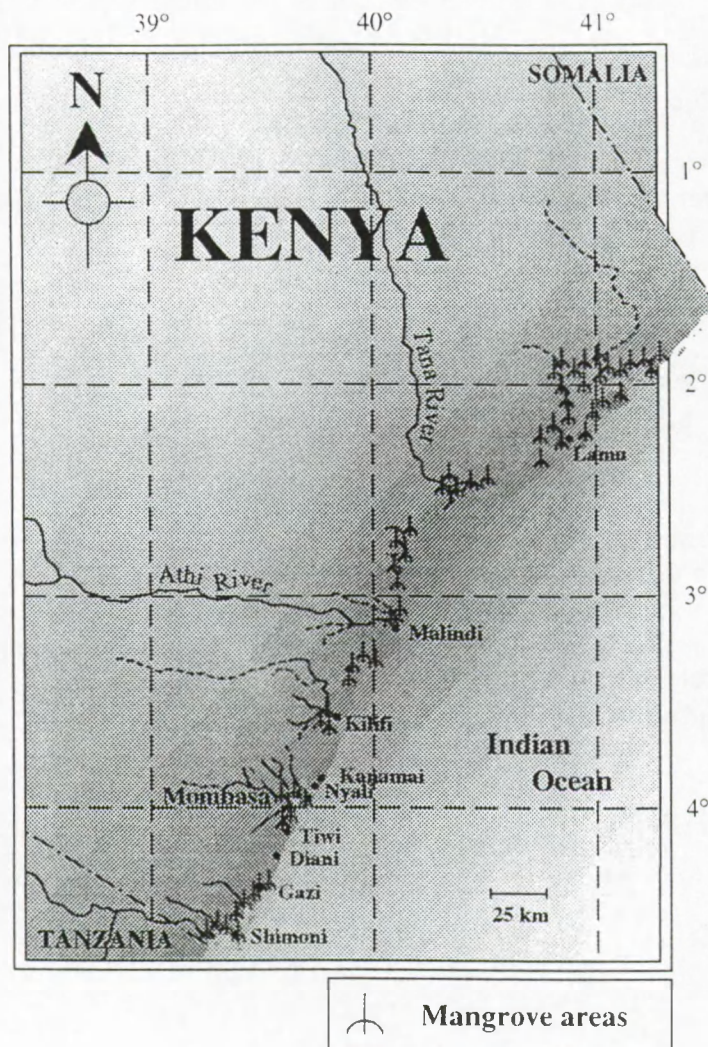 39° 40° 41°
SOMALIA
N
1°
KENYA
Tana River
2°
Lamu
Athi River
3°
Malindi
Kilifi
Indian
Ocean
Kanamai
Mombasa Nyali
4°
Tiwi
Diani
Gazi
25 km
TANZANIA
Shimoni
Mangrove areas